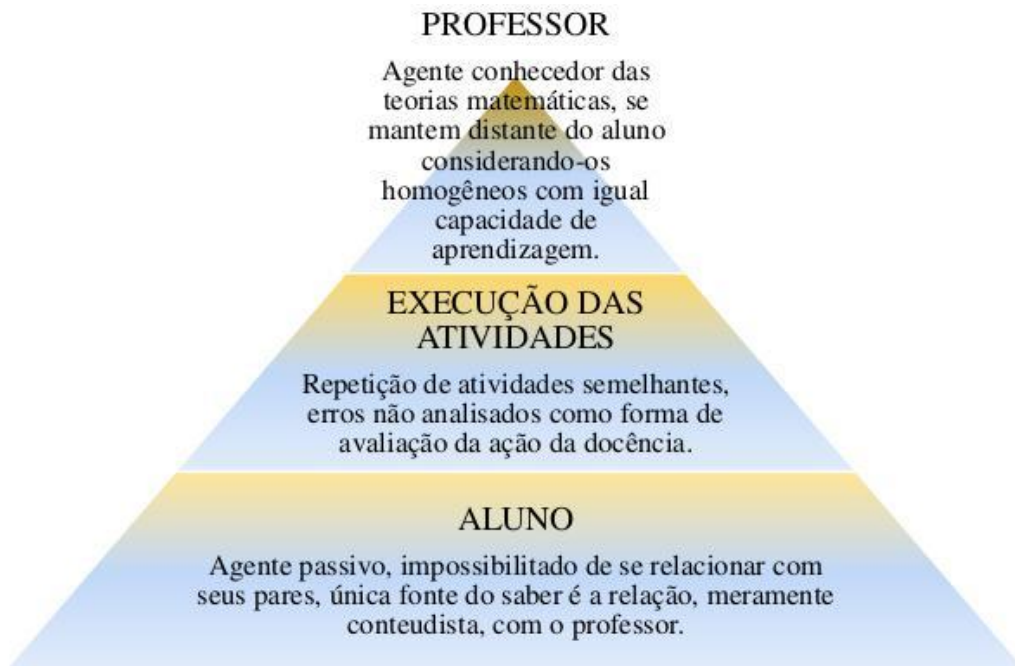 PROFESSOR
Agente conhecedor das
teorias matemáticas, se
mantem distante do aluno
considerando-os
homogêneos com igual
capacidade de
aprendizagem.
EXECUÇÃO DAS
ATIVIDADES
Repetição de atividades semelhantes,
erros não analisados como forma de
avaliação da ação da docência.
ALUNO
Agente passivo, impossibilitado de se relacionar com
seus pares, única fonte do saber é a relação, meramente
conteudista, com o professor.